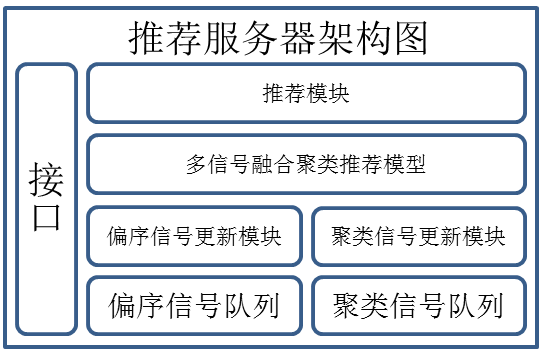 推荐服务器架构图
接口
推荐模块
多信号融合聚类推荐模型
偏序信号更新模块
聚类信号更新模块
偏序信号队列
聚类信号队列